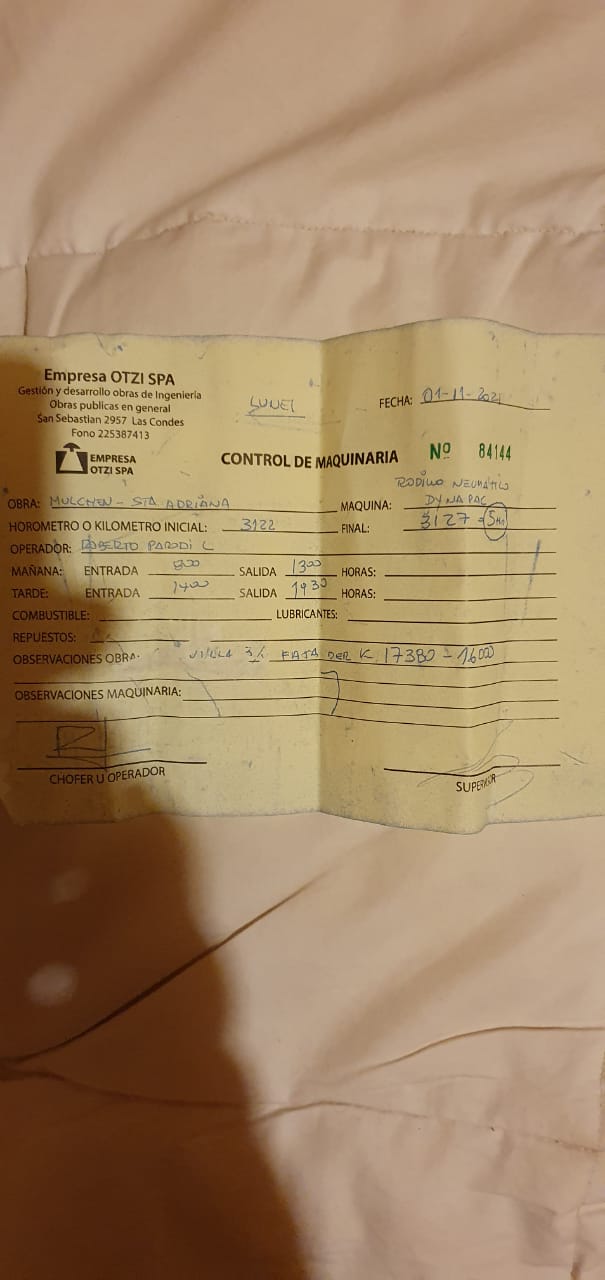 Empresa OTZI SPA
Gestión y desarrollo obras de Ingeniería
Obras publicas en general
San Sebastian 2957 Las Condes
Fono 225387413
EMPRESA
OTZI SPA
LUNES
FECHA: 01-11-2021
CONTROL DE MAQUINARIA Nº 84144
RODILLO NEUMÁTICO
OBRA: MULCHEN - STA. ADRIANA MAQUINA: DYNAPAC
HOROMETRO O KILOMETRO INICIAL: 3122 FINAL: 3127 = 5Hrs
OPERADOR: ROBERTO PARODI C
MAÑANA: ENTRADA 800 SALIDA 1300 HORAS:
TARDE: ENTRADA 1400 SALIDA 1930 HORAS:
COMBUSTIBLE: LUBRICANTES:
REPUESTOS:
OBSERVACIONES OBRA: FAJA DER K 17380 - 16000
OBSERVACIONES MAQUINARIA:
CHOFER U OPERADOR
SUPERVISOR